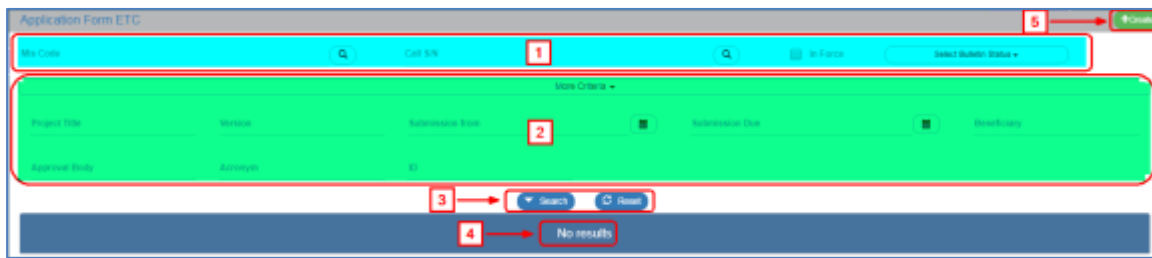 Application Form ETC 5 Create
Mis Code Call S/N 1 In Force Select Bulletin Status
More Criteria
Project Title Version Submission from 2 Submission Due Beneficiary
Approval Body Acronym ID
3 Search Reset
4 No results